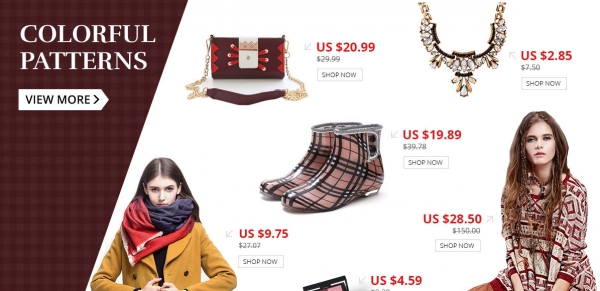 COLORFUL
PATTERNS
VIEW MORE
US $20.99
$29.99
SHOP NOW
US $2.85
$7.50
SHOP NOW
US $19.89
$39.78
SHOP NOW
US $28.50
$150.00
SHOP NOW
US $9.75
$27.07
SHOP NOW
US $4.59